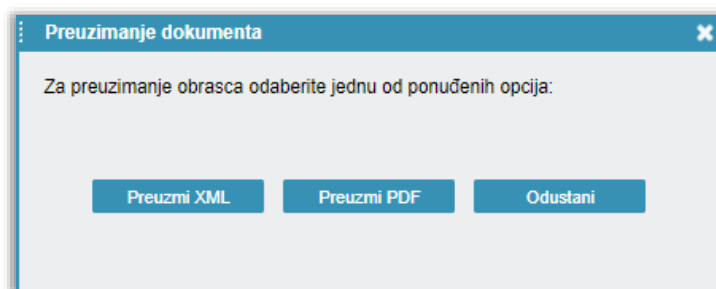 Preuzimanje dokumenta
Za preuzimanje obrasca odaberite jednu od ponuđenih opcija:
Preuzmi XML Preuzmi PDF Odustani